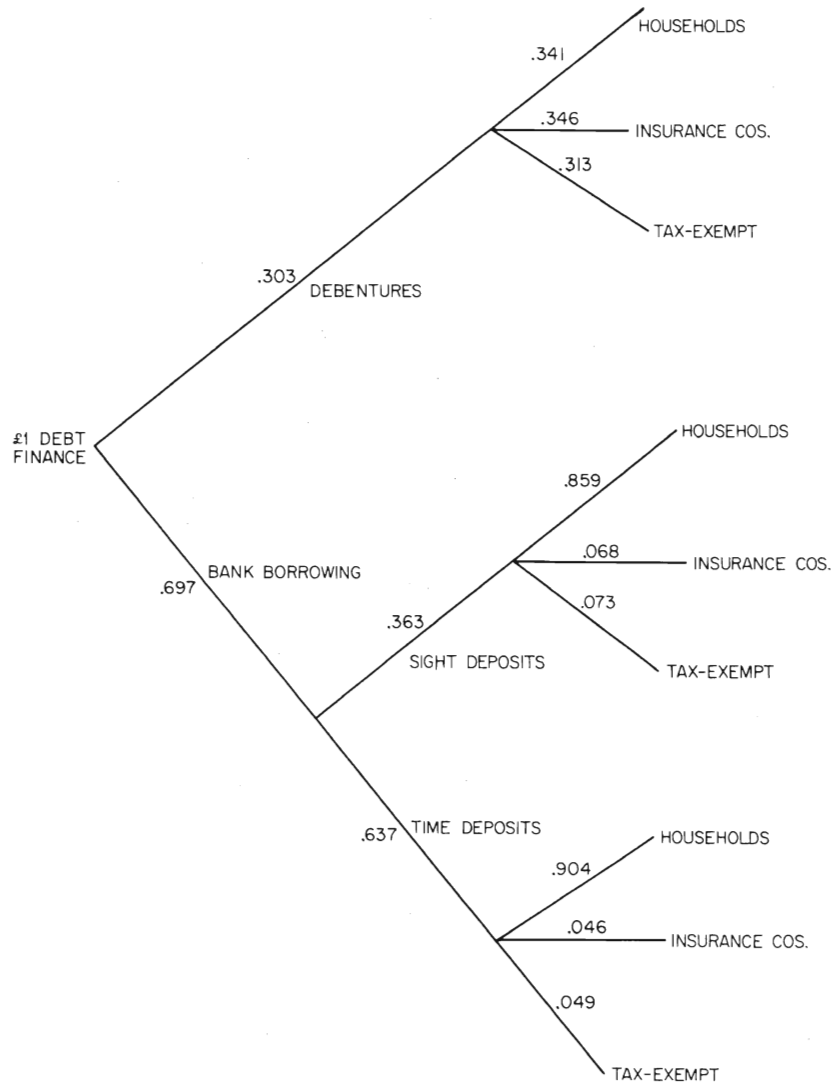 HOUSEHOLDS
.341
.346
INSURANCE COS.
.313
TAX-EXEMPT
.303
DEBENTURES
£1 DEBT
FINANCE
HOUSEHOLDS
.859
.068
INSURANCE COS.
.073
TAX-EXEMPT
BANK BORROWING
.697
.363
SIGHT DEPOSITS
TIME DEPOSITS
.637
HOUSEHOLDS
.904
.046
INSURANCE COS.
.049
TAX-EXEMPT